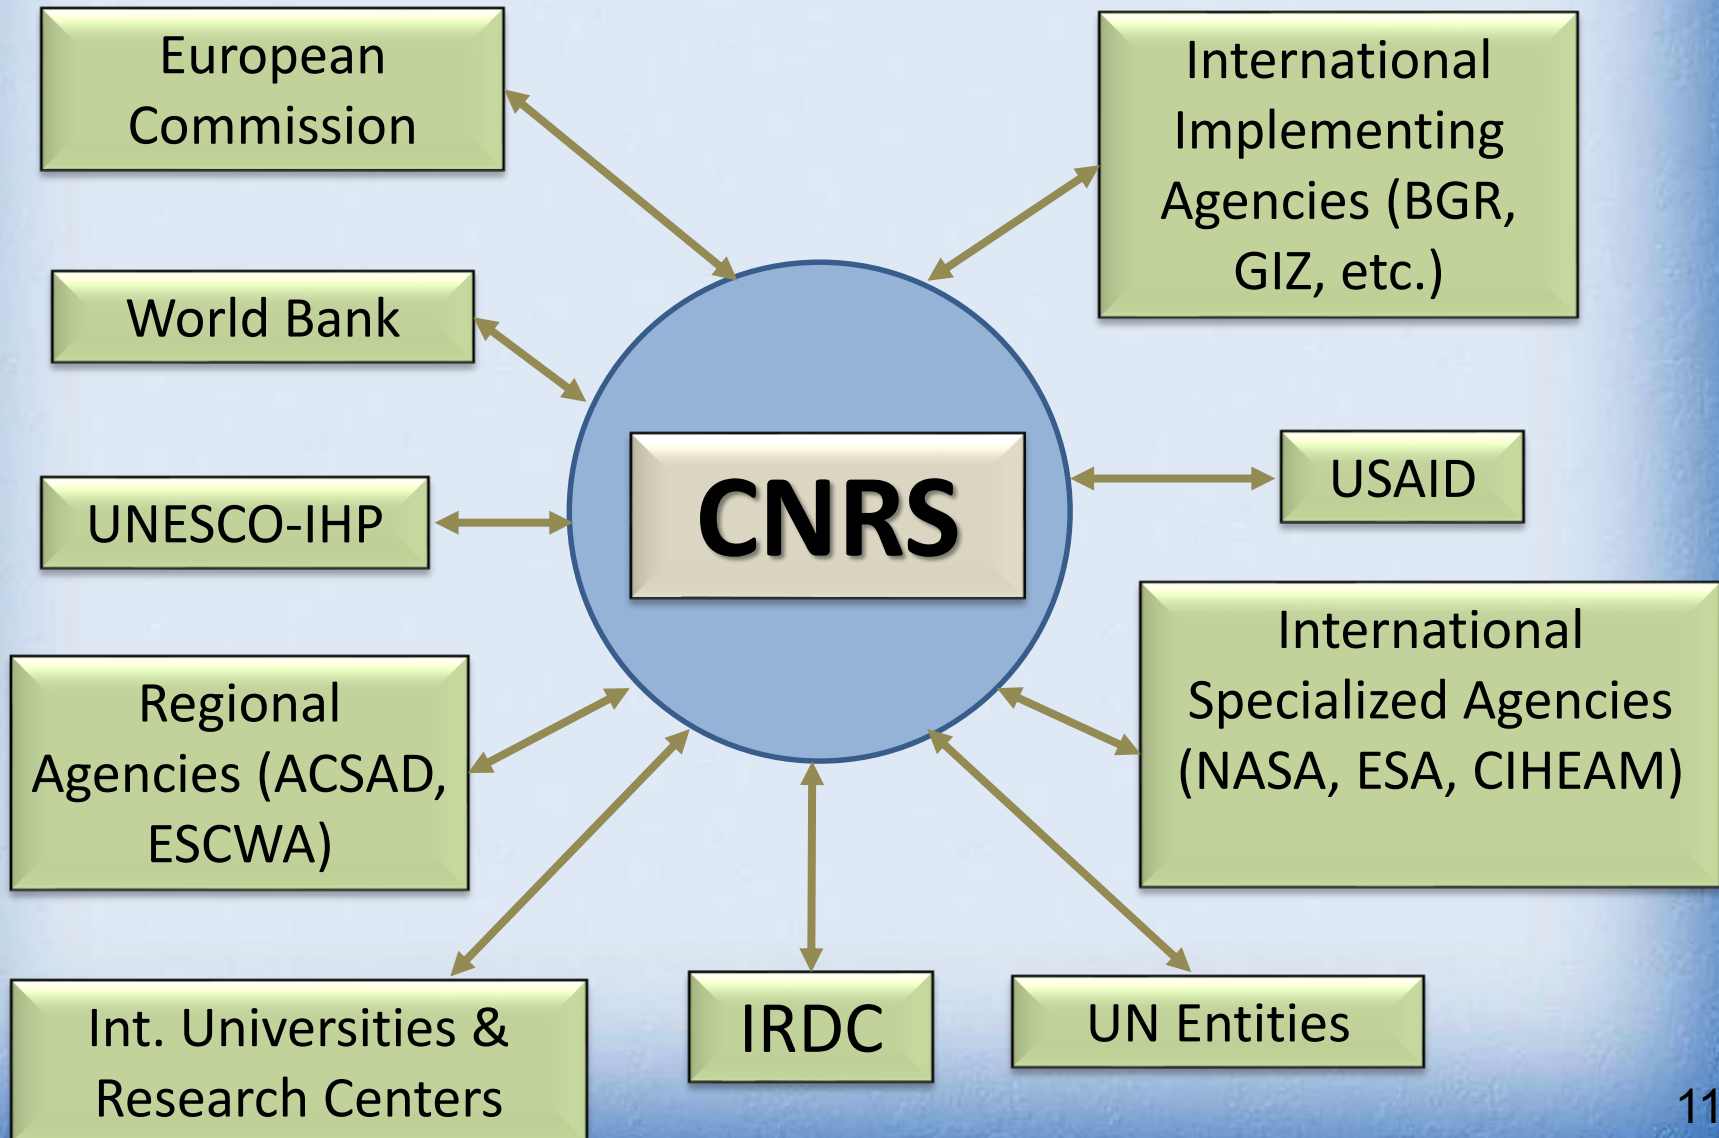 European
Commission
International
Implementing
Agencies (BGR,
GIZ, etc.)
World Bank
CNRS
USAID
UNESCO-IHP
International
Specialized Agencies
(NASA, ESA, CIHEAM)
Regional
Agencies (ACSAD,
ESCWA)
Int. Universities &
Research Centers
IRDC
UN Entities
11